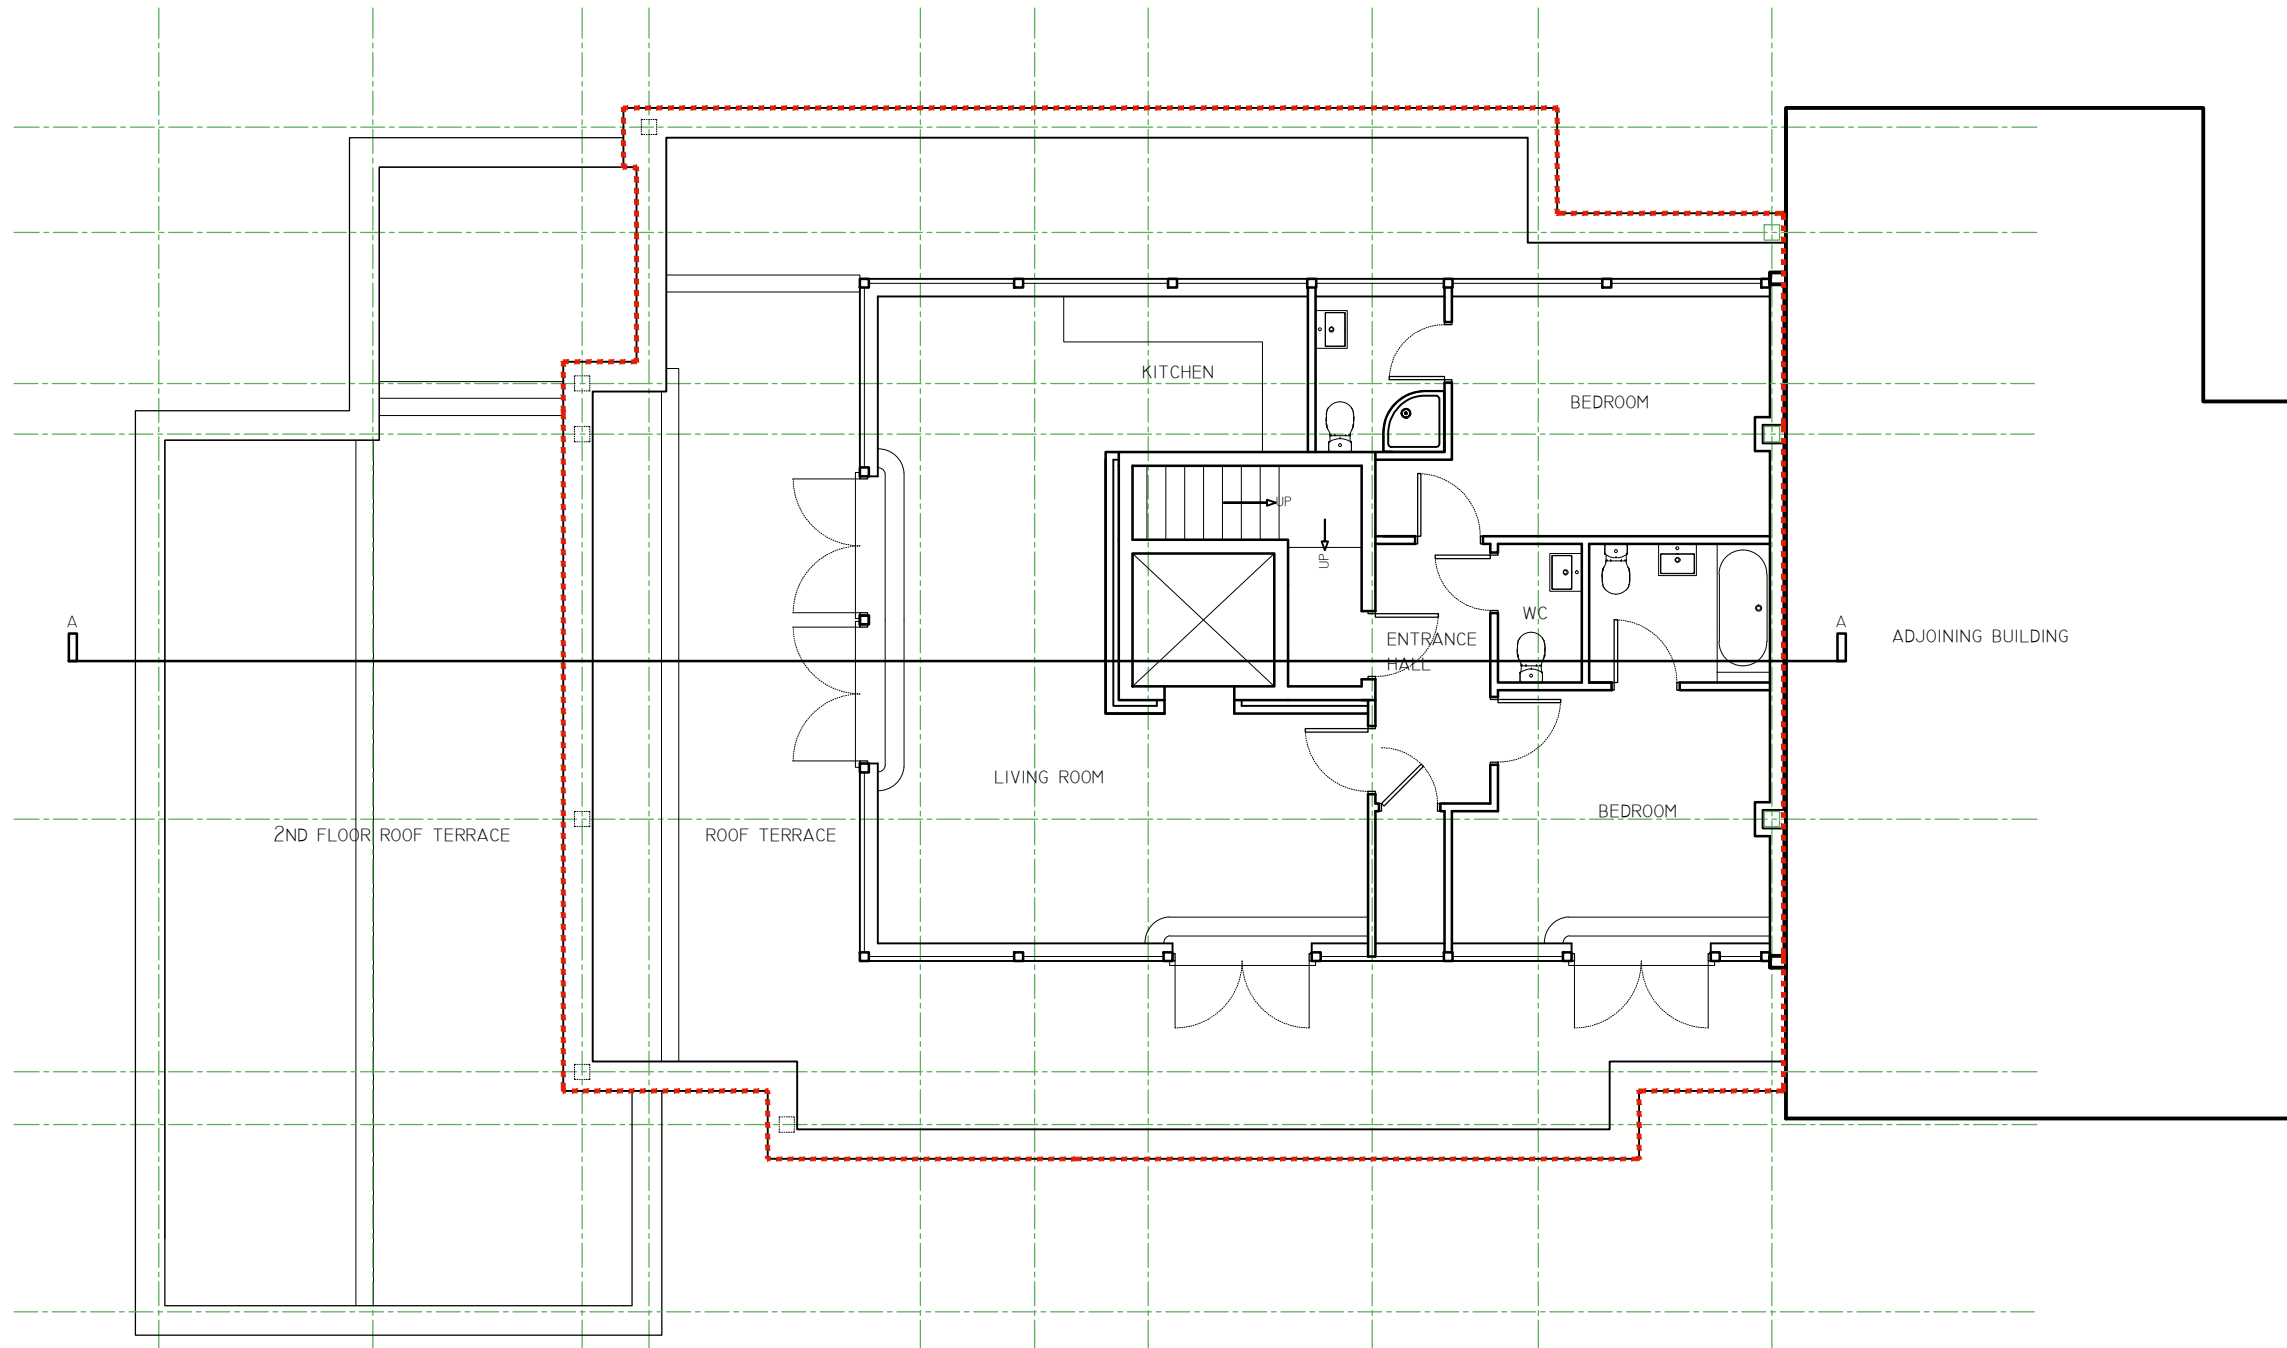 KITCHEN
BEDROOM
UP
UP
A
WC
A
ENTRANCE
HALL
ADJOINING BUILDING
LIVING ROOM
BEDROOM
2ND FLOOR ROOF TERRACE
ROOF TERRACE